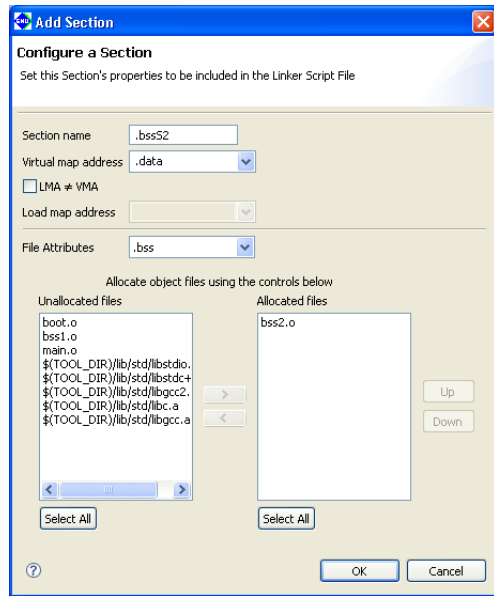 GNU Add Section
Configure a Section
Set this Section's properties to be included in the Linker Script File
Section name .bssS2
Virtual map address .data
LMA ≠ VMA
Load map address
File Attributes .bss
Allocate object files using the controls below
Unallocated files Allocated files
boot.o bss2.o
bss1.o
main.o
$(TOOL_DIR)/lib/std/libstdio.
$(TOOL_DIR)/lib/std/libstdc+
$(TOOL_DIR)/lib/std/libgcc2.
$(TOOL_DIR)/lib/std/libc.a
$(TOOL_DIR)/lib/std/libgcc.a
> Up
< Down
Select All Select All
? OK Cancel